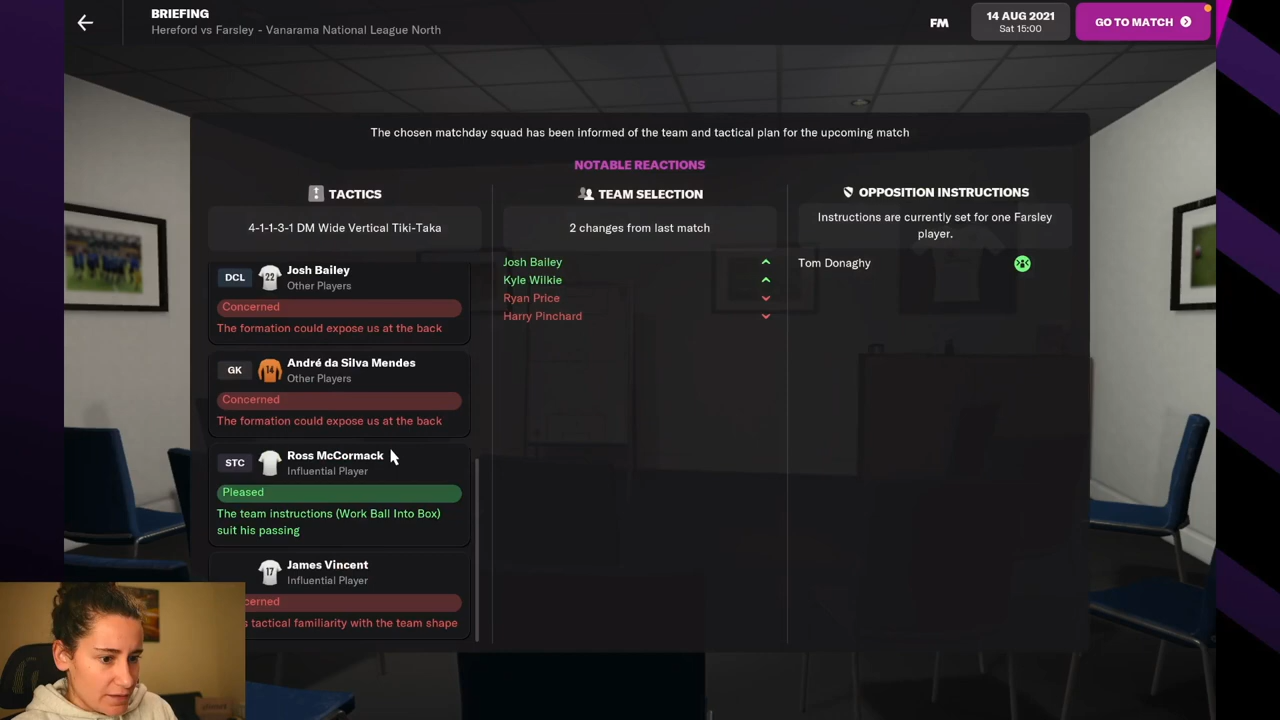 BRIEFING
Hereford vs Farsley - Vanarama National League North
FM
14 AUG 2021
Sat 15:00
GO TO MATCH
The chosen matchday squad has been informed of the team and tactical plan for the upcoming match
NOTABLE REACTIONS
TACTICS
4-1-1-3-1 DM Wide Vertical Tiki-Taka
DCL
22
Josh Bailey
Other Players
Concerned
The formation could expose us at the back
GK
14
André da Silva Mendes
Other Players
Concerned
The formation could expose us at the back
STC
Ross McCormack
Influential Player
Pleased
The team instructions (Work Ball Into Box)
suit his passing
17
James Vincent
Influential Player
cerned
tactical familiarity with the team shape
TEAM SELECTION
2 changes from last match
Josh Bailey
Kyle Wilkie
Ryan Price
Harry Pinchard
OPPOSITION INSTRUCTIONS
Instructions are currently set for one Farsley
player.
Tom Donaghy